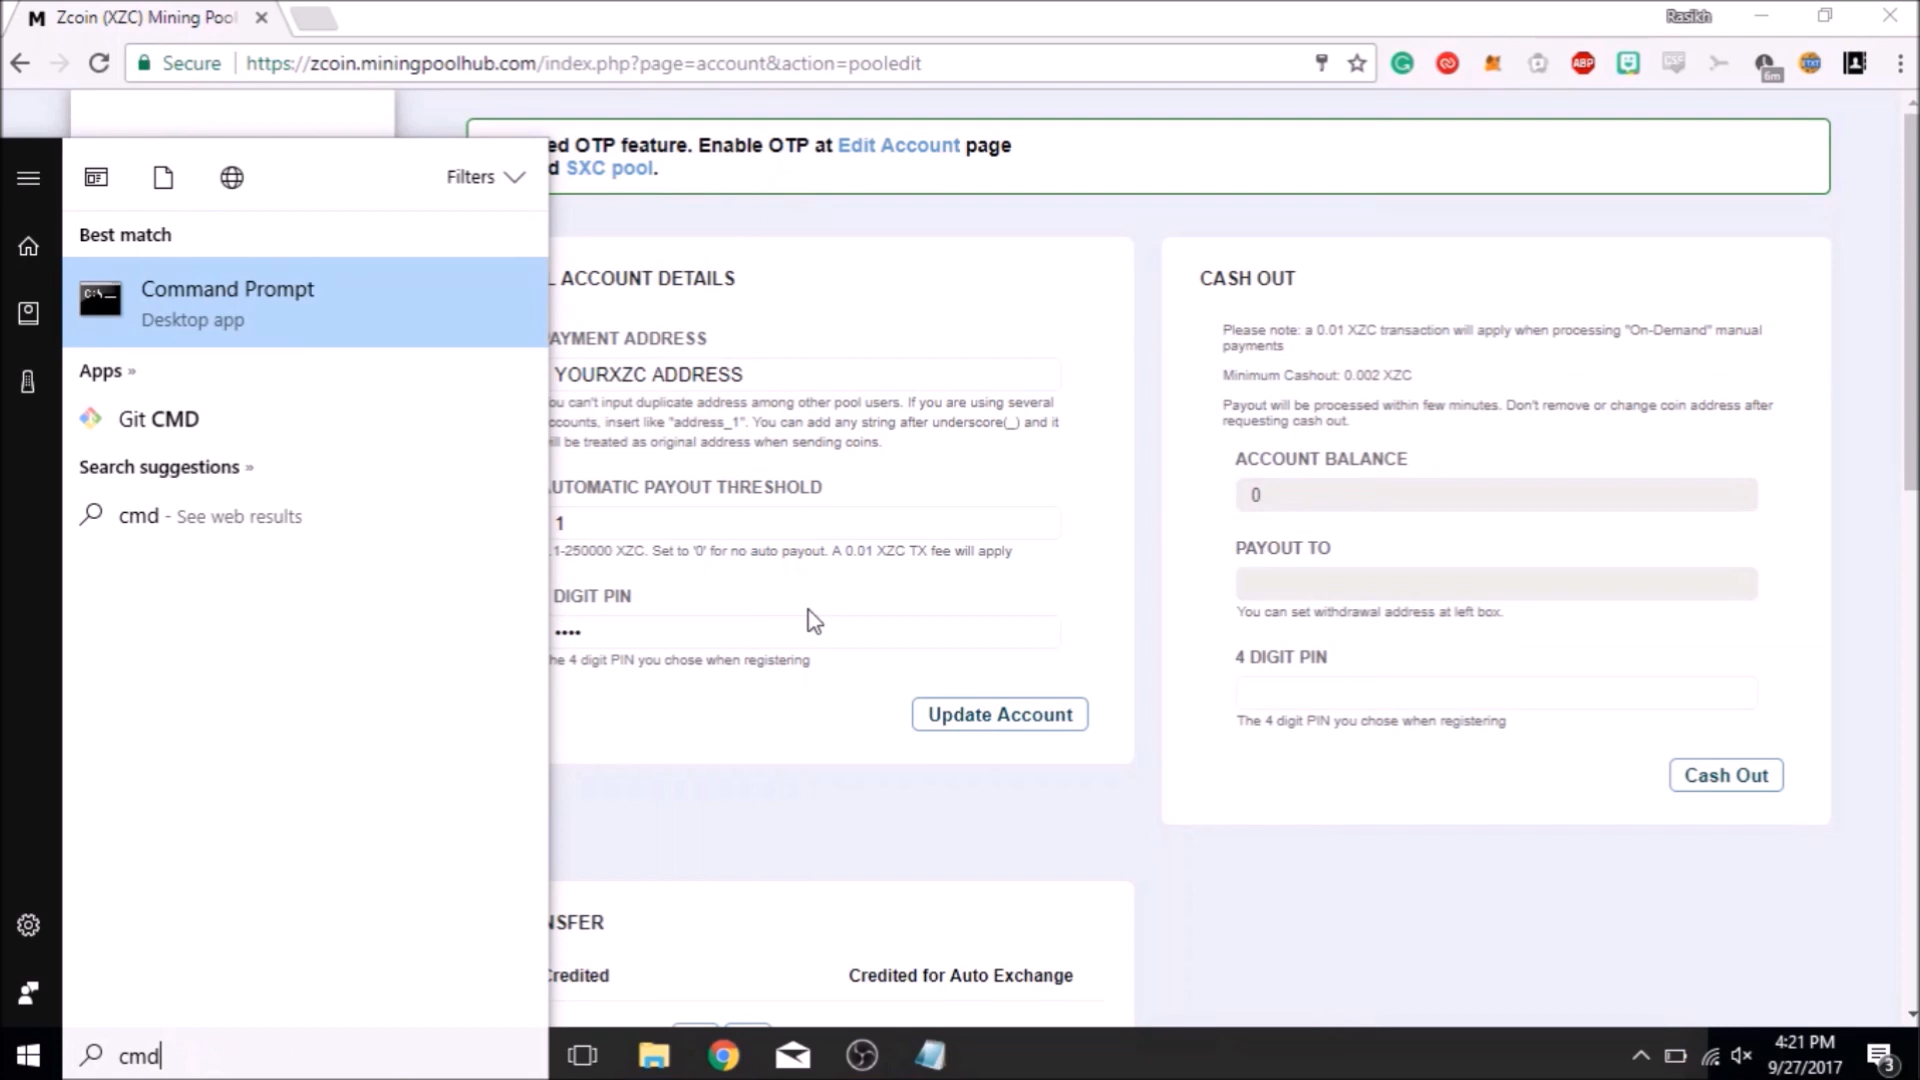 M Zcoin (XZC) Mining Pool
Rasikh
Secure https://zcoin.miningpoolhub.com/index.php?page=account&action=pooledit
ABP
6m
TXT
ed OTP feature. Enable OTP at Edit Account page
d SXC pool.
Filters
Best match
C:\_
Command Prompt
Desktop app
Apps »
Git CMD
Search suggestions »
cmd - See web results
L ACCOUNT DETAILS
AYMENT ADDRESS
YOURXZC ADDRESS
ou can't input duplicate address among other pool users. If you are using several
ccounts, insert like "address_1". You can add any string after underscore(_) and it
ill be treated as original address when sending coins.
AUTOMATIC PAYOUT THRESHOLD
1
.1-250000 XZC. Set to '0' for no auto payout. A 0.01 XZC TX fee will apply
DIGIT PIN
••••
he 4 digit PIN you chose when registering
Update Account
CASH OUT
Please note: a 0.01 XZC transaction will apply when processing "On-Demand" manual
payments
Minimum Cashout: 0.002 XZC
Payout will be processed within few minutes. Don't remove or change coin address after
requesting cash out.
ACCOUNT BALANCE
0
PAYOUT TO
You can set withdrawal address at left box.
4 DIGIT PIN
The 4 digit PIN you chose when registering
Cash Out
NSFER
Credited
Credited for Auto Exchange
cmd
4:21 PM
9/27/2017
3